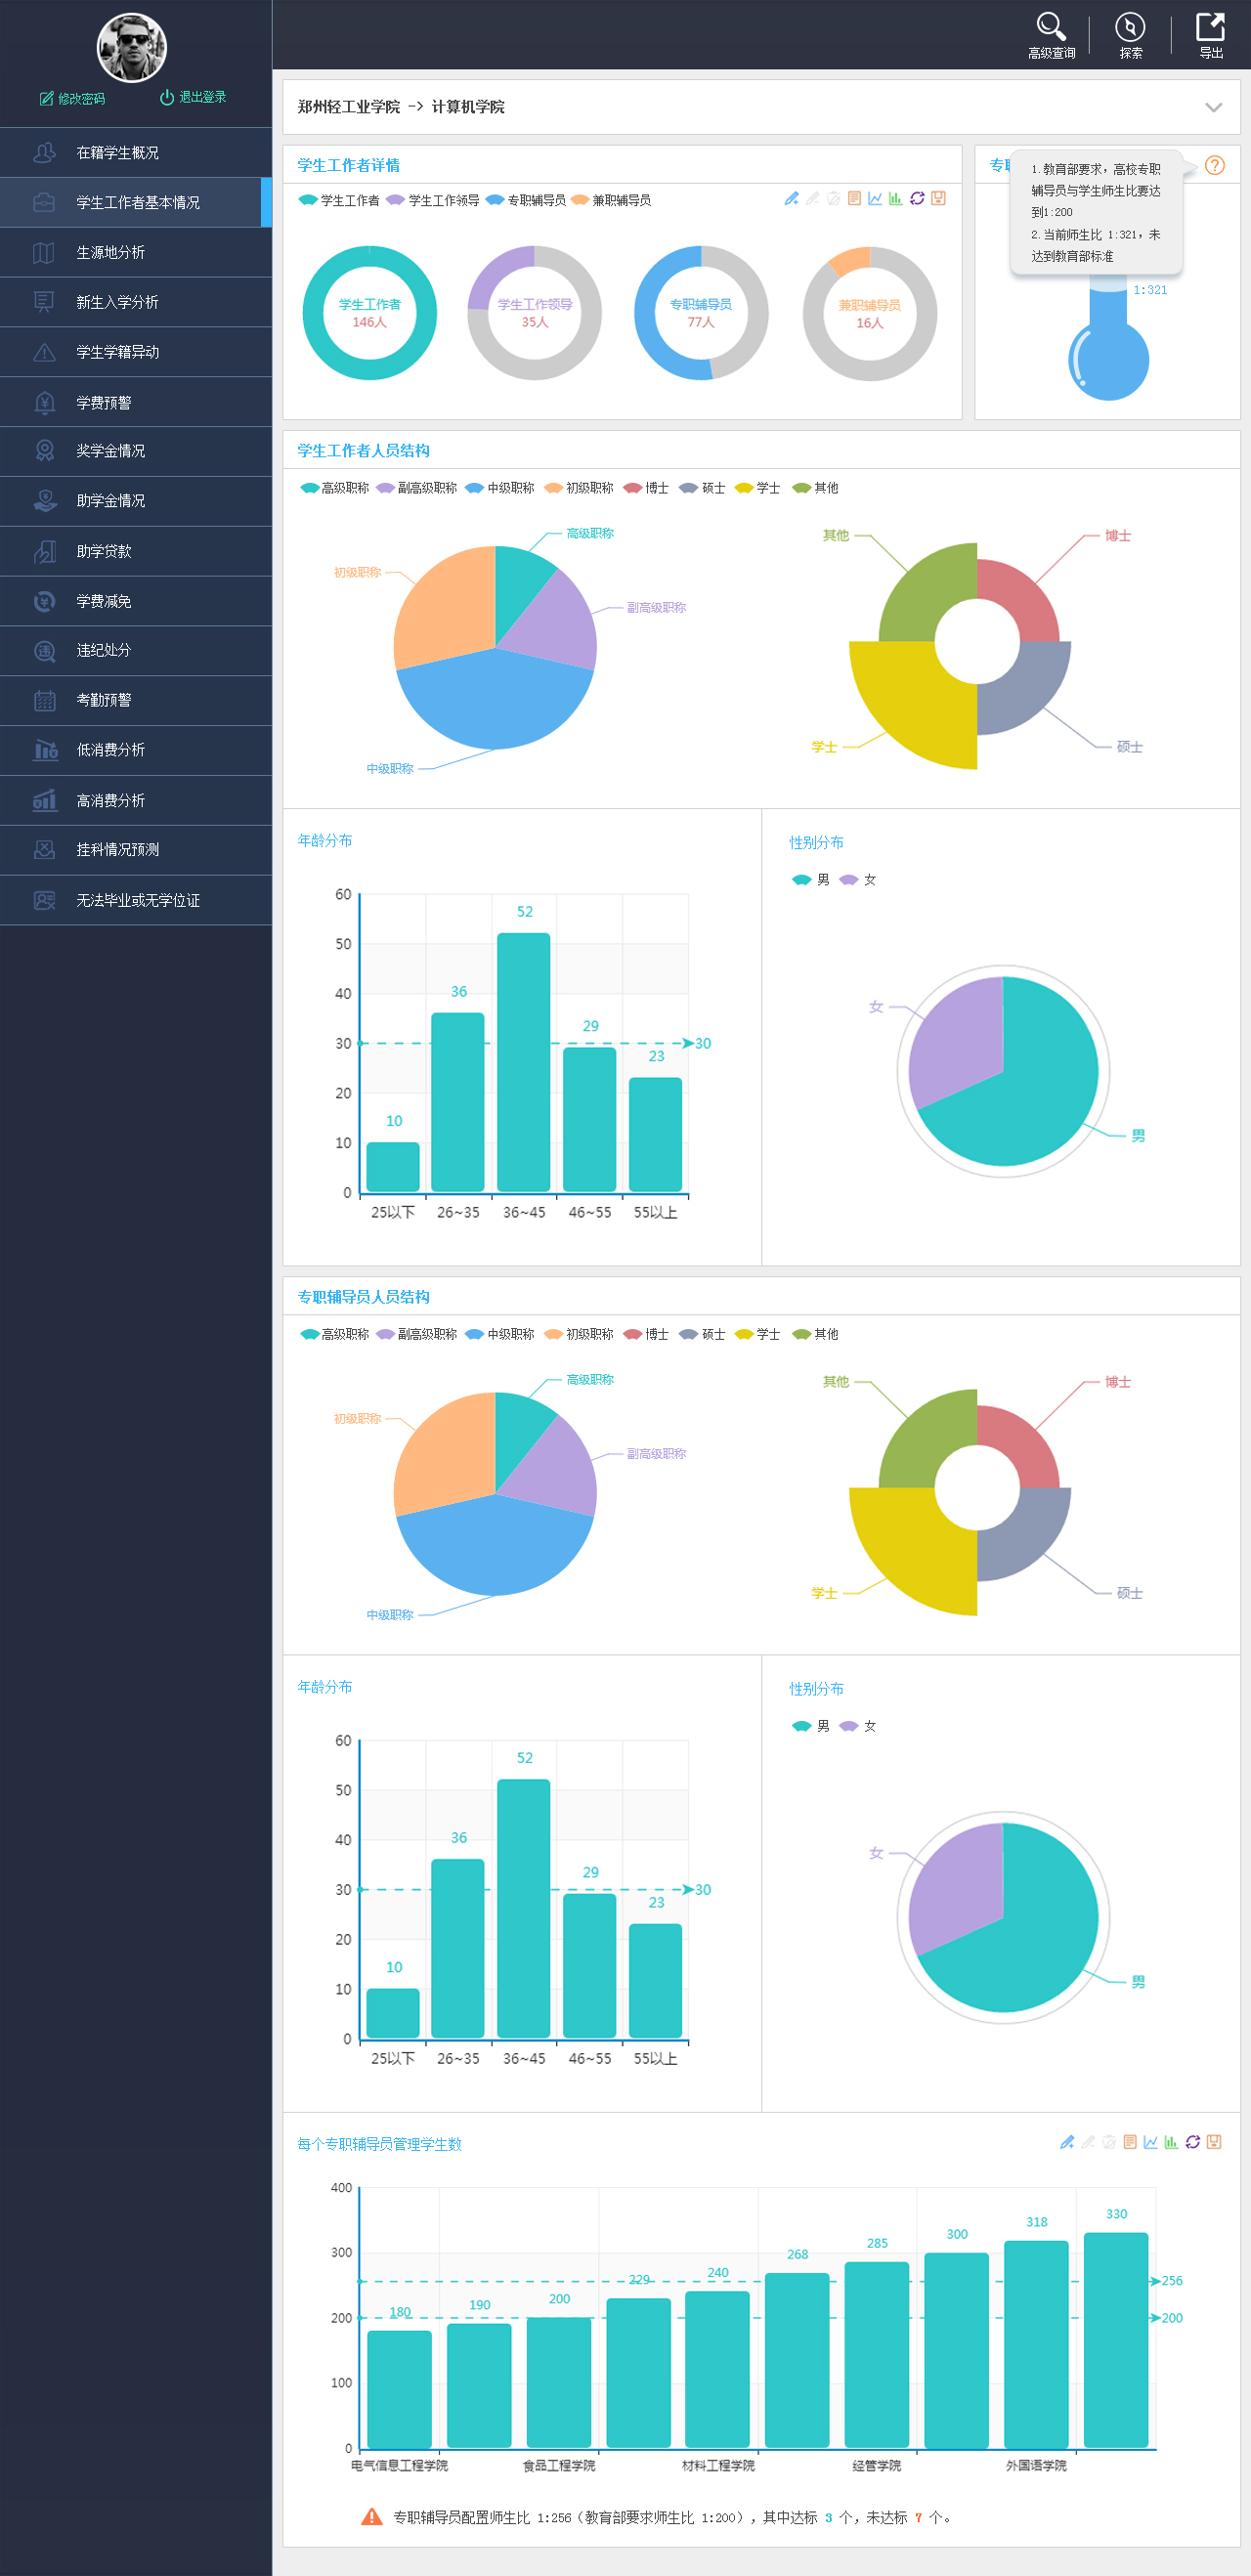 高级查询
探索
导出
修改密码
退出登录
在籍学生概况
学生工作者基本情况
生源地分析
新生入学分析
学生学籍异动
学费预警
奖学金情况
助学金情况
助学贷款
学费减免
违纪处分
考勤预警
低消费分析
高消费分析
挂科情况预测
无法毕业或无学位证
郑州轻工业学院 -> 计算机学院
学生工作者详情
学生工作者 学生工作领导 专职辅导员 兼职辅导员
学生工作者
146人
学生工作领导
35人
专职辅导员
77人
兼职辅导员
16人
专职
?
1.教育部要求，高校专职
辅导员与学生师生比要达
到1:200
2.当前师生比 1:321，未
达到教育部标准
1:321
学生工作者人员结构
高级职称 副高级职称 中级职称 初级职称 博士 硕士 学士 其他
高级职称
初级职称
副高级职称
中级职称
其他
博士
学士
硕士
年龄分布
60
50
40
30
20
10
0
10
36
52
29
23
30
25以下 26~35 36~45 46~55 55以上
性别分布
男 女
女
男
专职辅导员人员结构
高级职称 副高级职称 中级职称 初级职称 博士 硕士 学士 其他
高级职称
初级职称
副高级职称
中级职称
其他
博士
学士
硕士
年龄分布
60
50
40
30
20
10
0
10
36
52
29
23
30
25以下 26~35 36~45 46~55 55以上
性别分布
男 女
女
男
每个专职辅导员管理学生数
400
300
200
100
0
180
190
200
229
240
268
285
300
318
330
256
200
电气信息工程学院 食品工程学院 材料工程学院 经管学院 外国语学院
专职辅导员配置师生比 1:256（教育部要求师生比 1:200），其中达标 3 个，未达标 7 个。